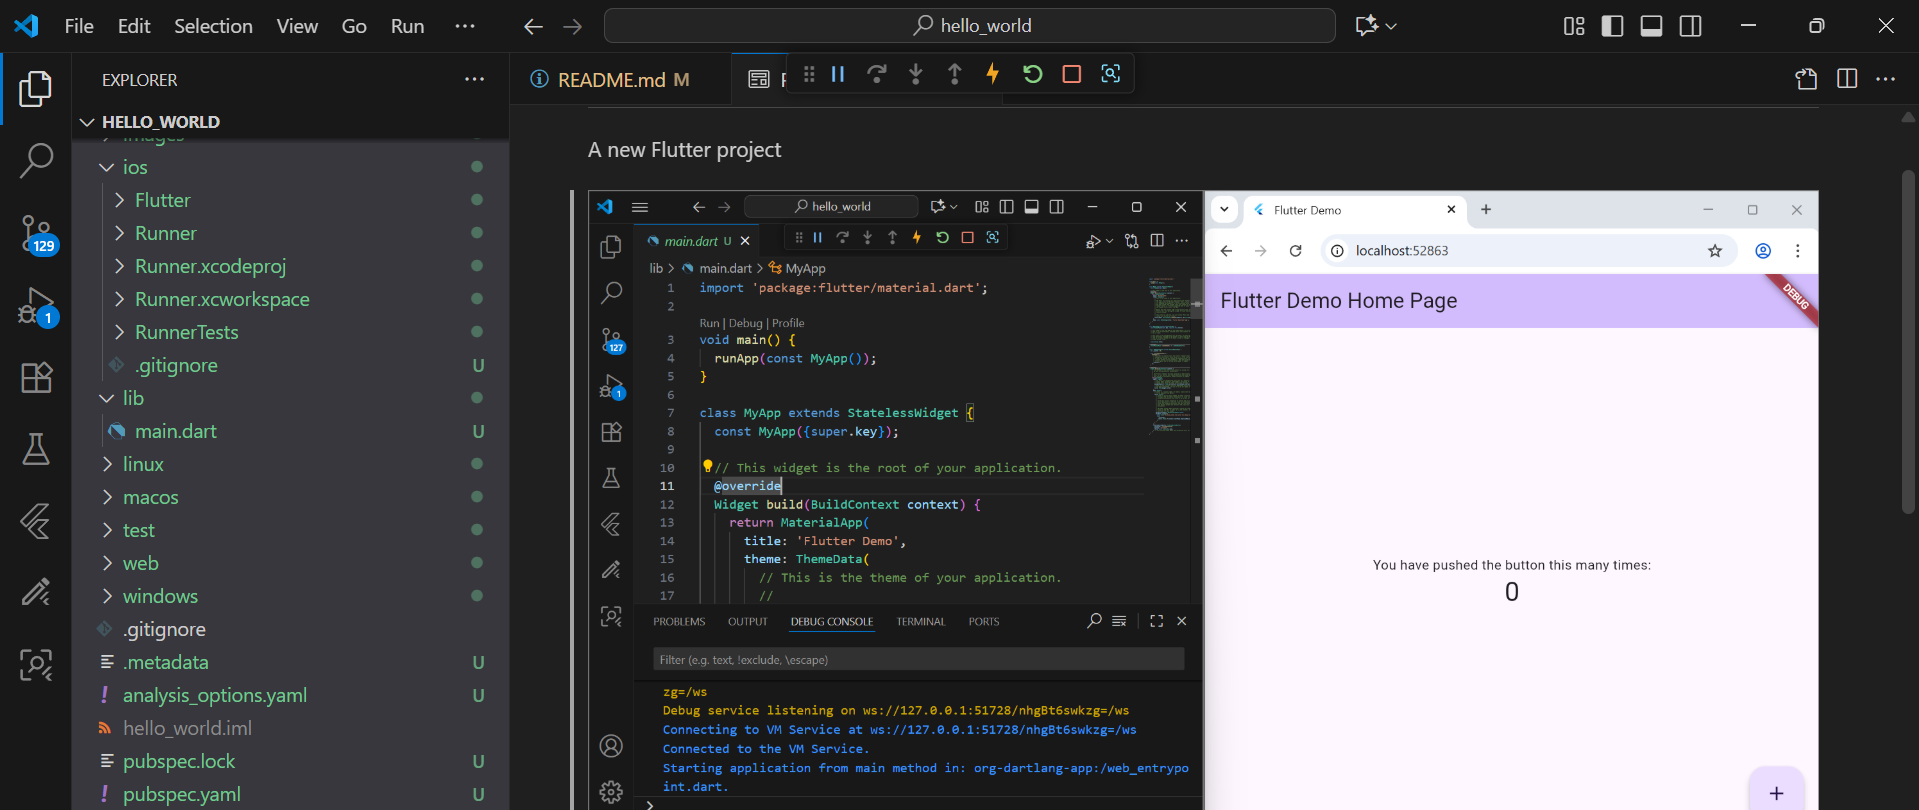 File Edit Selection View Go Run ...
hello_world
EXPLORER ...
HELLO_WORLD
images
ios
Flutter
Runner
Runner.xcodeproj
Runner.xcworkspace
RunnerTests
.gitignore U
lib
main.dart U
linux
macos
test
web
windows
.gitignore
.metadata U
analysis_options.yaml U
hello_world.iml
pubspec.lock U
pubspec.yaml U
129
1
README.md M
A new Flutter project
hello_world
main.dart U
lib > main.dart > MyApp
127
1
1 import 'package:flutter/material.dart';
2
Run | Debug | Profile
3 void main() {
4 runApp(const MyApp());
5 }
6
7 class MyApp extends StatelessWidget {
8 const MyApp({super.key});
9
10 // This widget is the root of your application.
11 @override
12 Widget build(BuildContext context) {
13 return MaterialApp(
14 title: 'Flutter Demo',
15 theme: ThemeData(
16 // This is the theme of your application.
17 //
PROBLEMS OUTPUT DEBUG CONSOLE TERMINAL PORTS
Filter (e.g. text, !exclude, \escape)
zg=/ws
Debug service listening on ws://127.0.0.1:51728/nhgBt6swkzg=/ws
Connecting to VM Service at ws://127.0.0.1:51728/nhgBt6swkzg=/ws
Connected to the VM Service.
Starting application from main method in: org-dartlang-app:/web_entrypo
int.dart.
Flutter Demo
localhost:52863
Flutter Demo Home Page
DEBUG
You have pushed the button this many times:
0